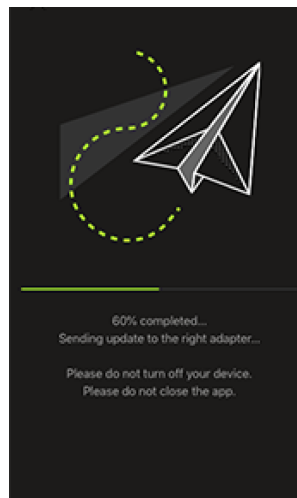 60% completed...
Sending update to the right adapter...
Please do not turn off your device.
Please do not close the app.